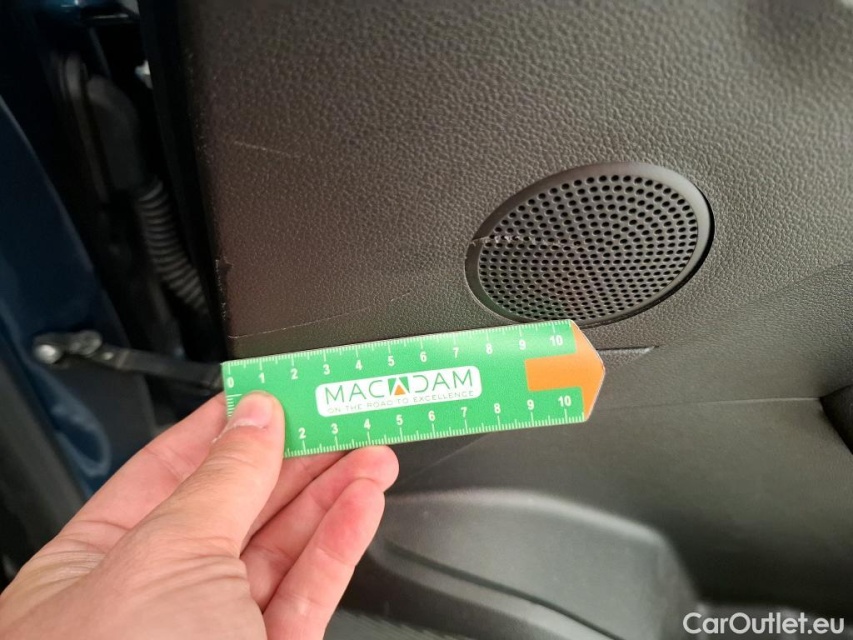 0 1 2 3 4 5 6 7 8 9 10
MACADAM
ON THE ROAD TO EXCELLENCE
2 3 4 5 6 7 8 9 10
CarOutlet.eu